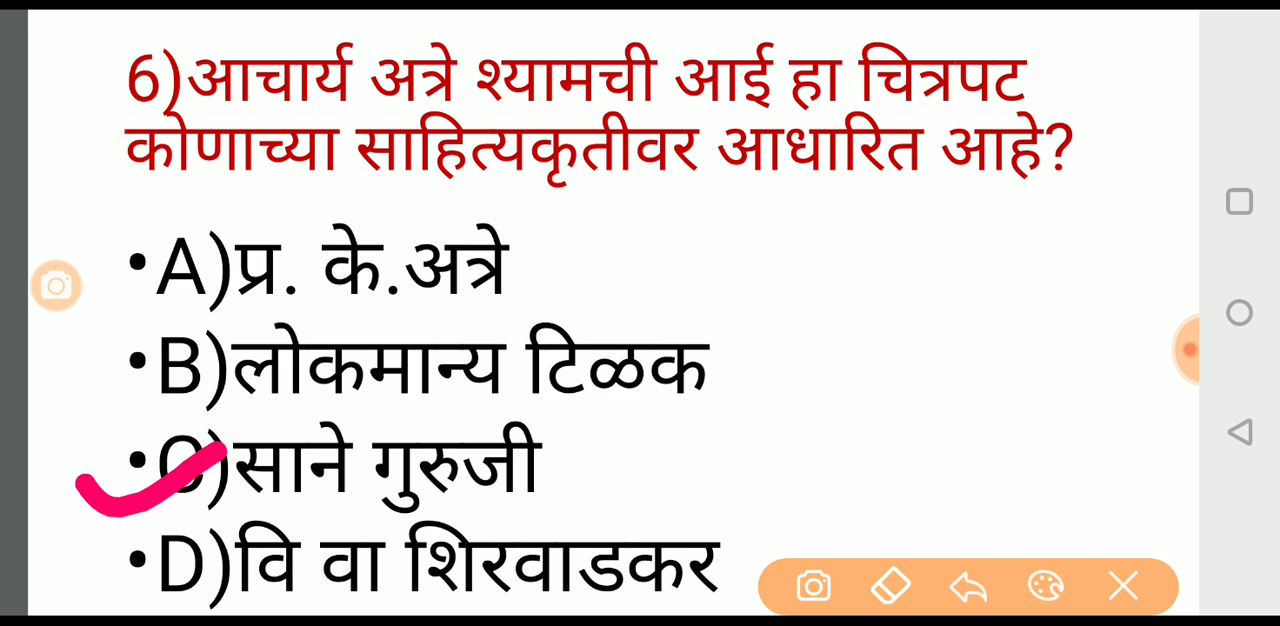 6)आचार्य अत्रे श्यामची आई हा चित्रपट
कोणाच्या साहित्यकृतीवर आधारित आहे?
•A)प्र. के.अत्रे
•B)लोकमान्य टिळक
•C)साने गुरुजी
•D)वि वा शिरवाडकर